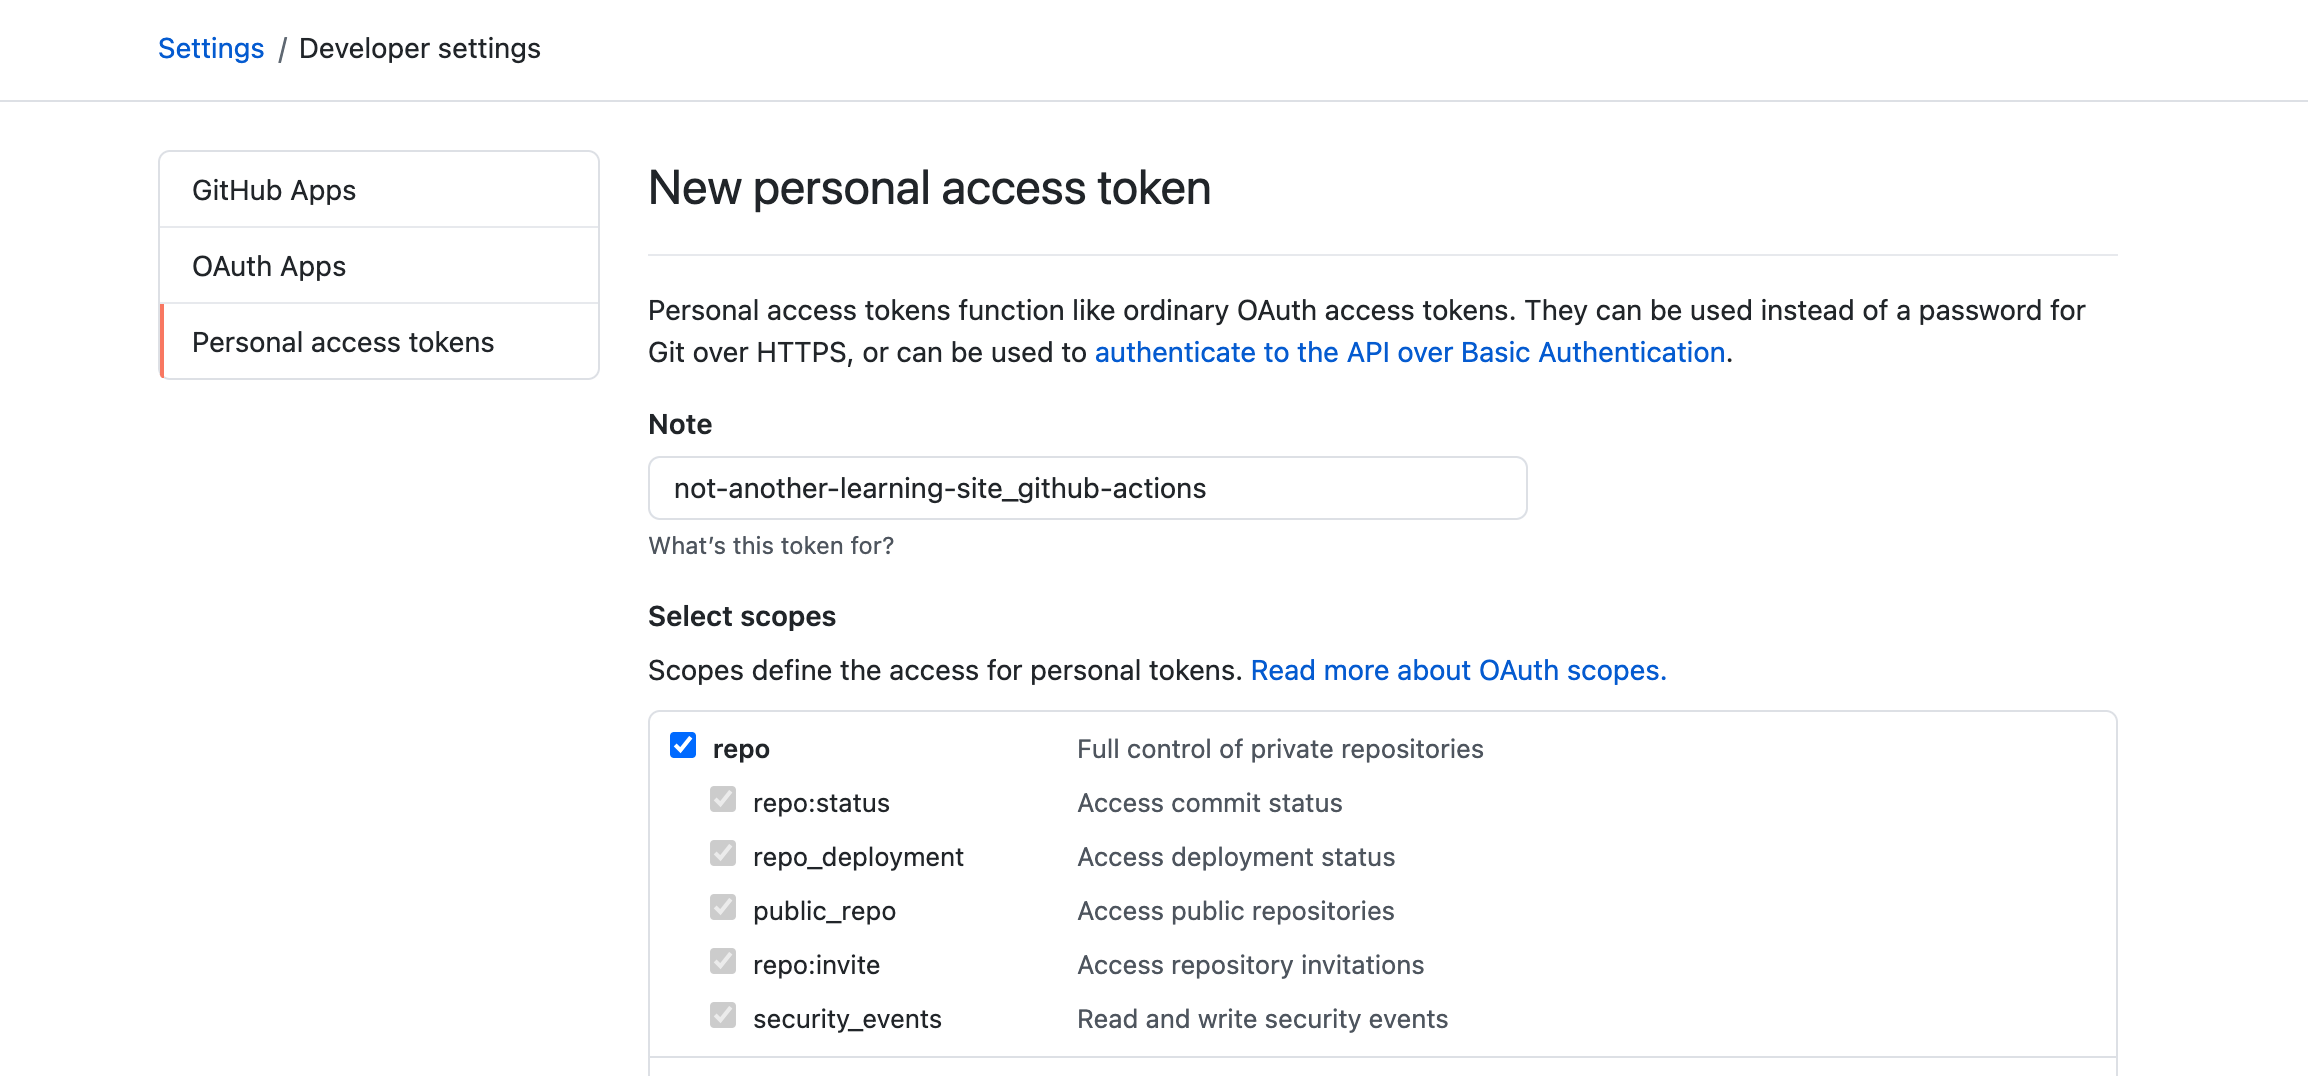 Settings / Developer settings
GitHub Apps
OAuth Apps
Personal access tokens
New personal access token
Personal access tokens function like ordinary OAuth access tokens. They can be used instead of a password for
Git over HTTPS, or can be used to authenticate to the API over Basic Authentication.
Note
not-another-learning-site_github-actions
What’s this token for?
Select scopes
Scopes define the access for personal tokens. Read more about OAuth scopes.
repo Full control of private repositories
repo:status Access commit status
repo_deployment Access deployment status
public_repo Access public repositories
repo:invite Access repository invitations
security_events Read and write security events